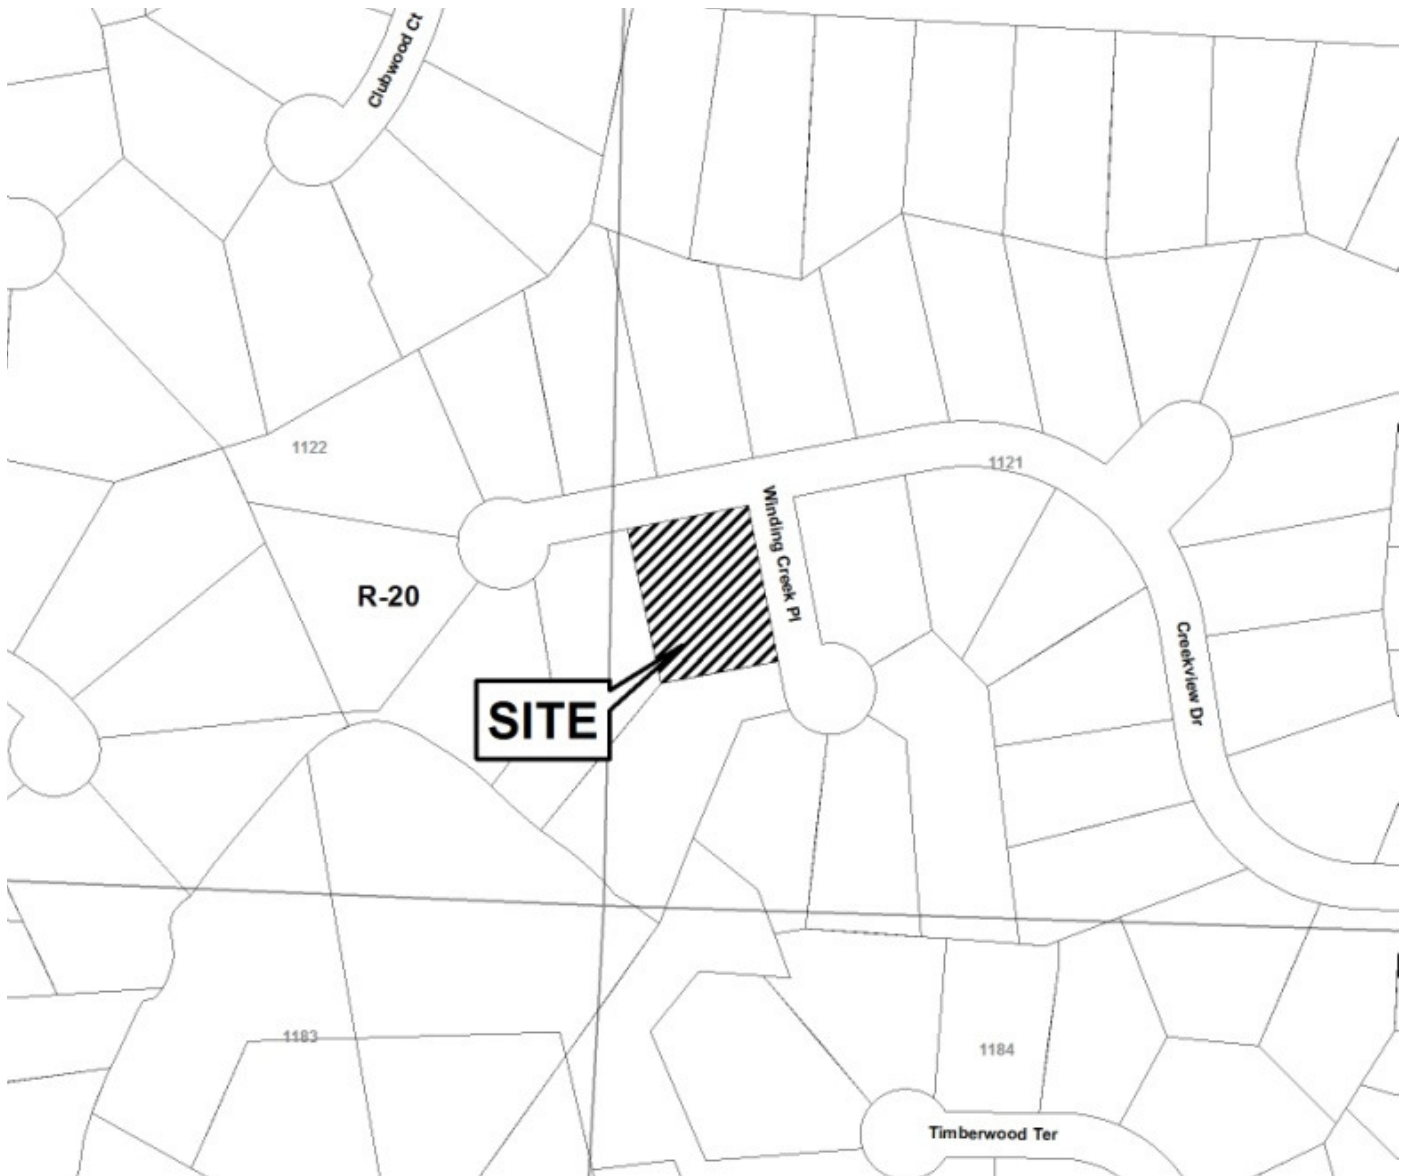 Clubwood Ct
1122
1121
Winding Creek Pl
R-20
Creekview Dr
SITE
1183
1184
Timberwood Ter